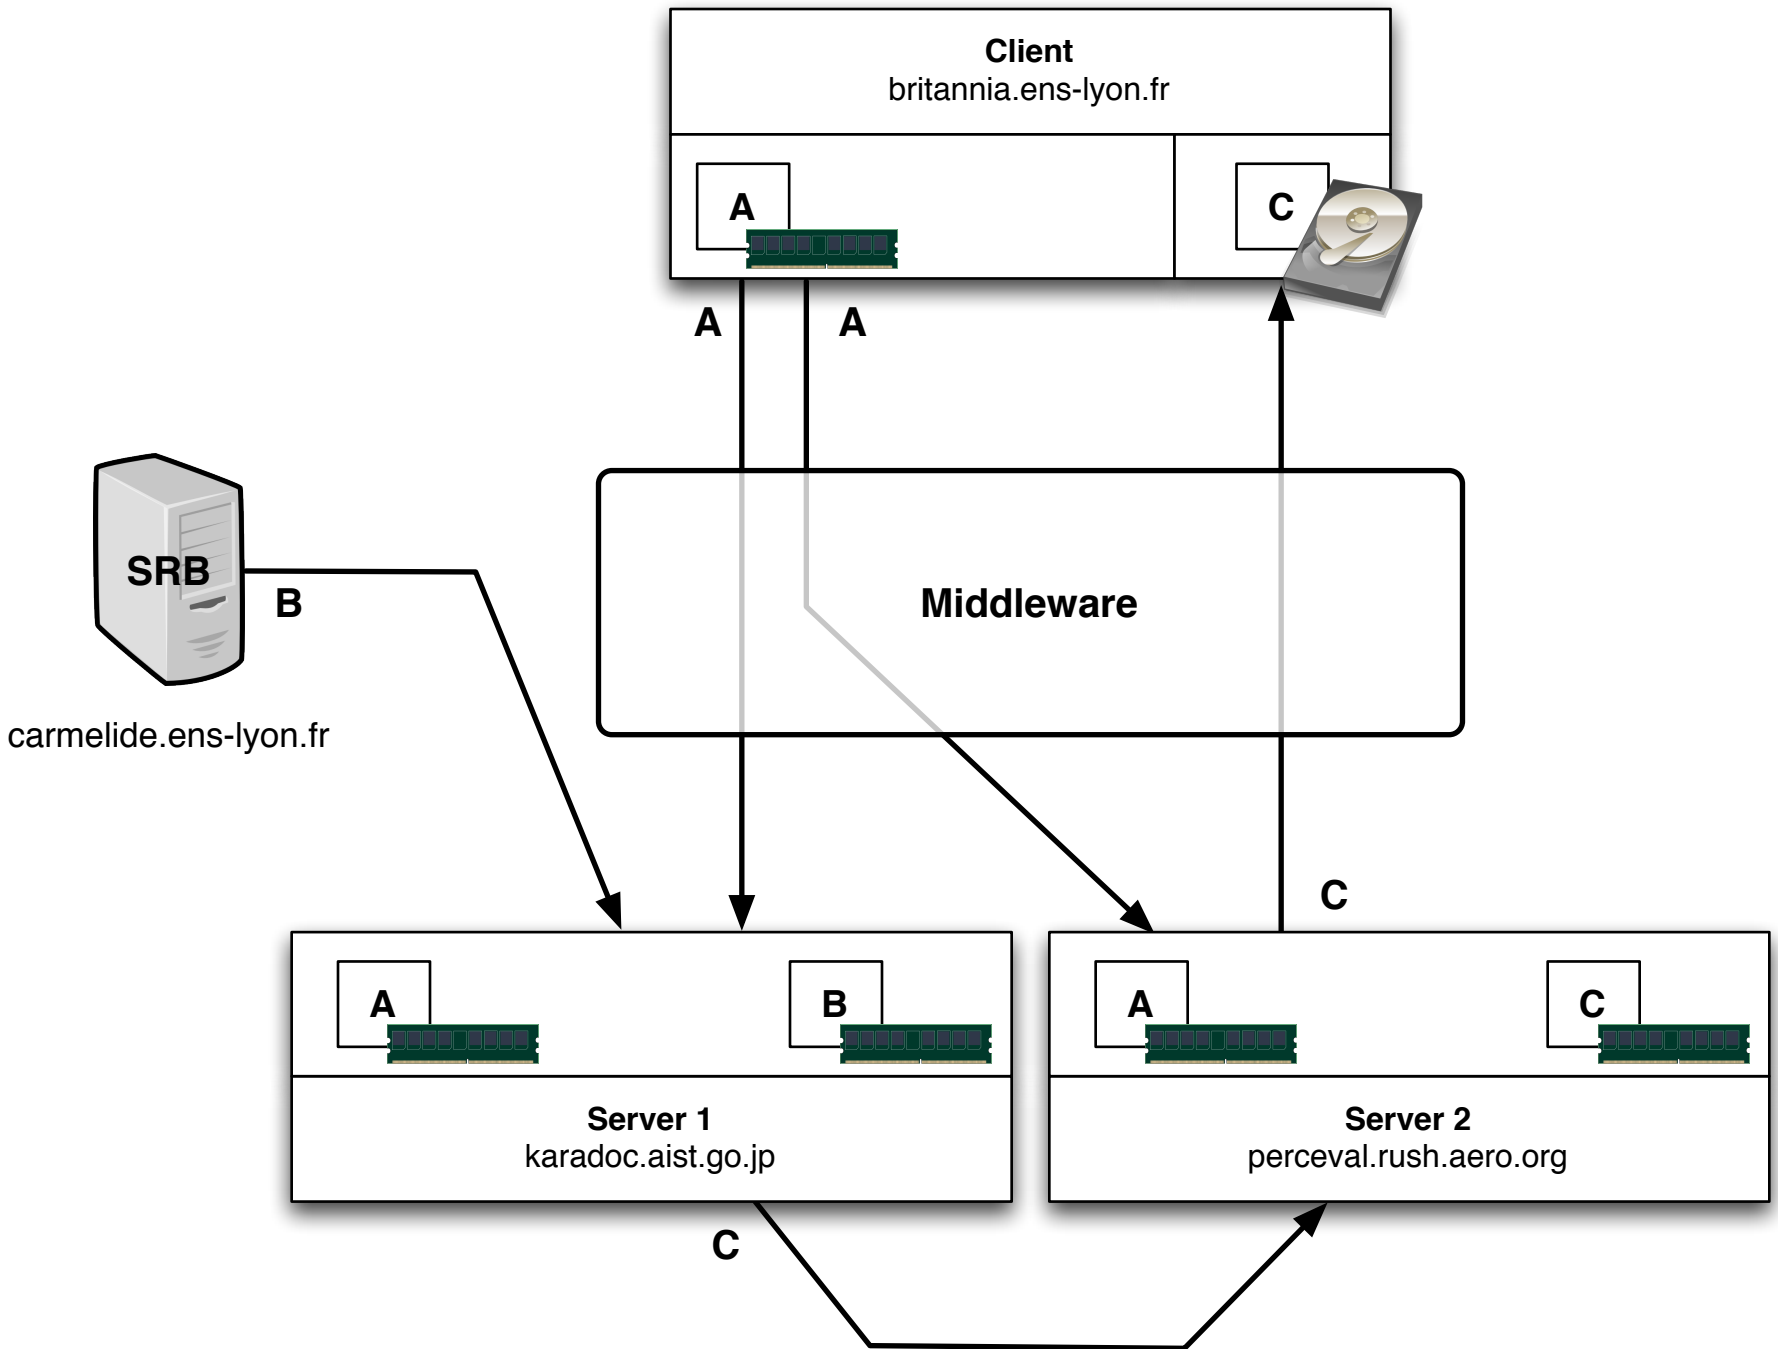 Client
britannia.ens-lyon.fr
A
C
A
A
SRB
B
Middleware
carmelide.ens-lyon.fr
C
A
B
A
C
Server 1
karadoc.aist.go.jp
Server 2
perceval.rush.aero.org
C